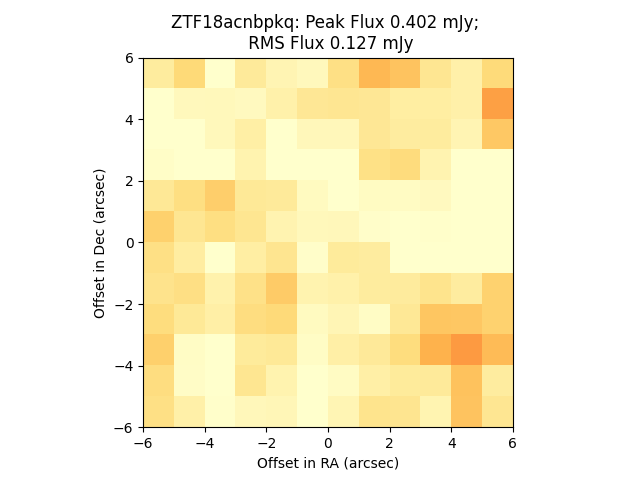 ZTF18acnbpkq: Peak Flux 0.402 mJy;
RMS Flux 0.127 mJy
6
4
2
0
−2
−4
−6
Offset in Dec (arcsec)
−6 −4 −2 0 2 4 6
Offset in RA (arcsec)